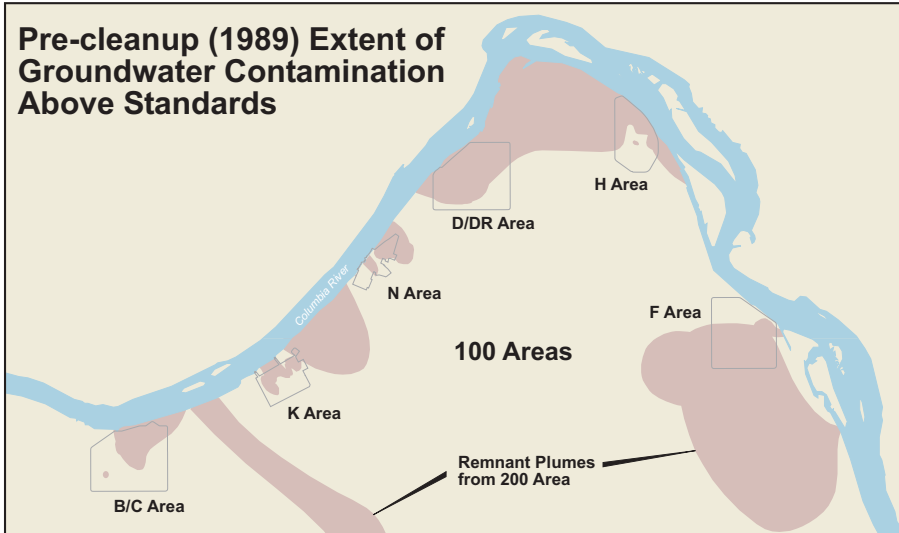 Pre-cleanup (1989) Extent of
Groundwater Contamination
Above Standards
H Area
D/DR Area
Columbia River
N Area
F Area
100 Areas
K Area
Remnant Plumes
from 200 Area
B/C Area